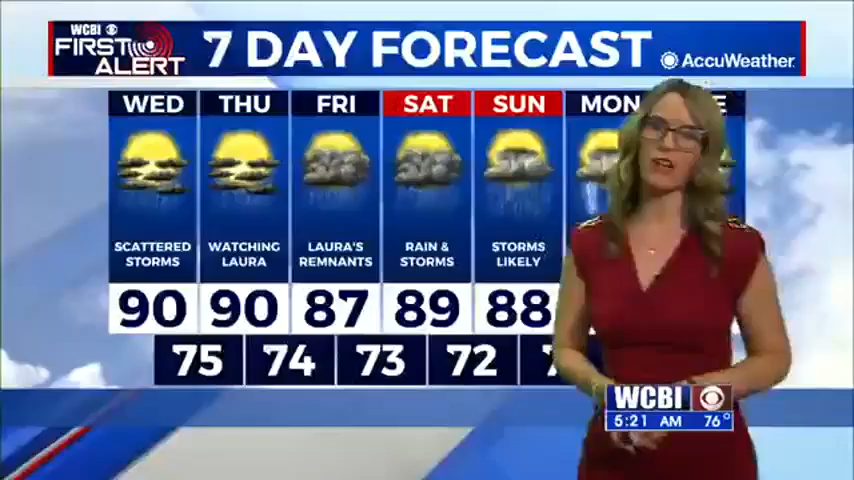 WCBI
FIRST ALERT
7 DAY FORECAST
AccuWeather
WED THU FRI SAT SUN MON
SCATTERED STORMS
WATCHING LAURA
LAURA'S REMNANTS
RAIN & STORMS
STORMS LIKELY
90 90 87 89 88
75 74 73 72
WCBI
5:21 AM 76°